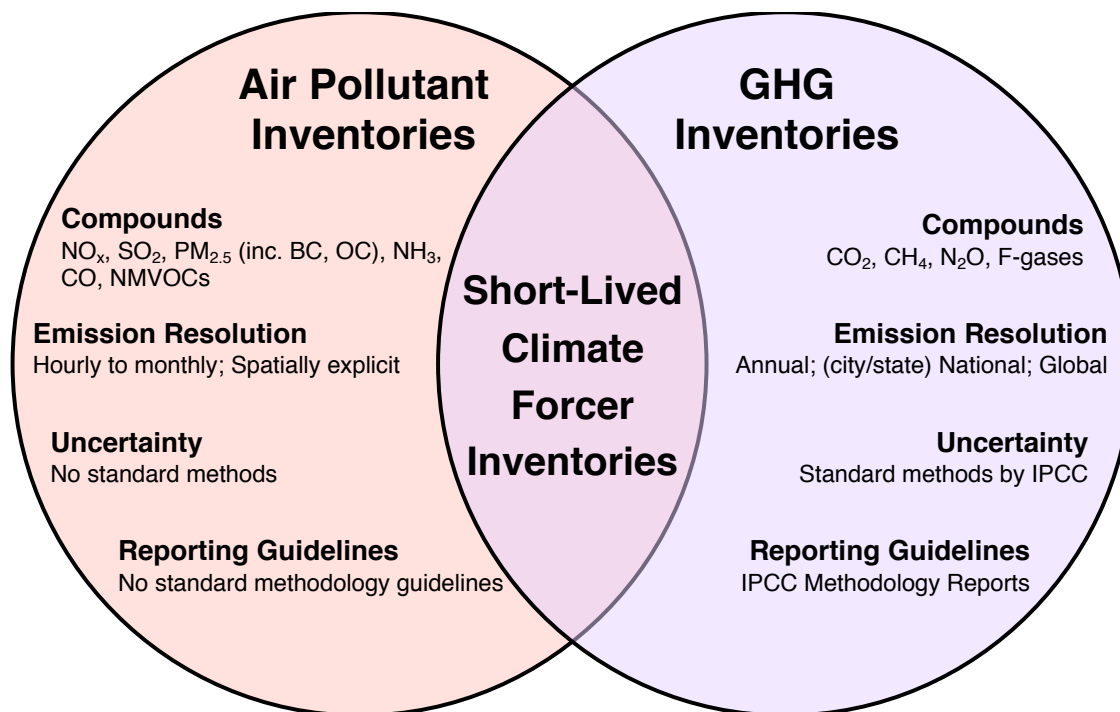 Air Pollutant
Inventories
Compounds
NOₓ, SO₂, PM₂.₅ (inc. BC, OC), NH₃,
CO, NMVOCs
Emission Resolution
Hourly to monthly; Spatially explicit
Uncertainty
No standard methods
Reporting Guidelines
No standard methodology guidelines
Short-Lived
Climate
Forcer
Inventories
GHG
Inventories
Compounds
CO₂, CH₄, N₂O, F-gases
Emission Resolution
Annual; (city/state) National; Global
Uncertainty
Standard methods by IPCC
Reporting Guidelines
IPCC Methodology Reports